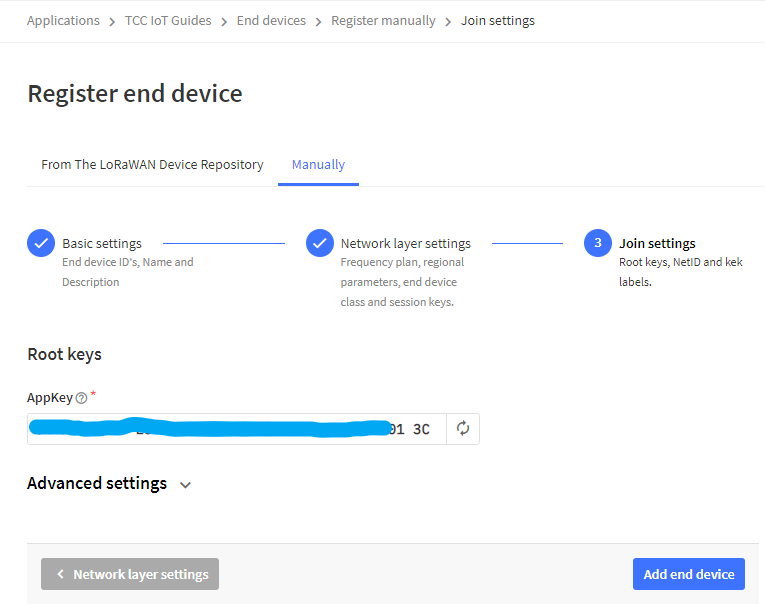 Applications > TCC IoT Guides > End devices > Register manually > Join settings
Register end device
From The LoRaWAN Device Repository Manually
Basic settings
End device ID's, Name and
Description
Network layer settings
Frequency plan, regional
parameters, end device
class and session keys.
3 Join settings
Root keys, NetID and kek
labels.
Root keys
AppKey ? *
3C
Advanced settings
< Network layer settings Add end device